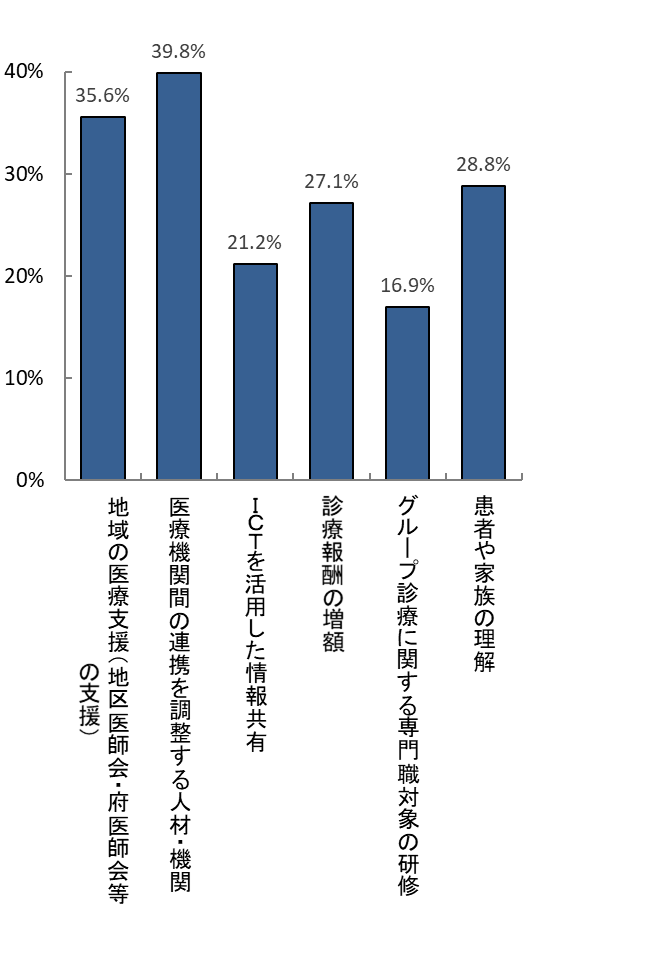 39.8%
40%
35.6%
30%
28.8%
27.1%
21.2%
20%
16.9%
10%
0%
地域の医療支援（地区医師会・府医師会等
の支援）
医療機関間の連携を調整する人材・機関
ICTを活用した情報共有
診療報酬の増額
グループ診療に関する専門職対象の研修
患者や家族の理解